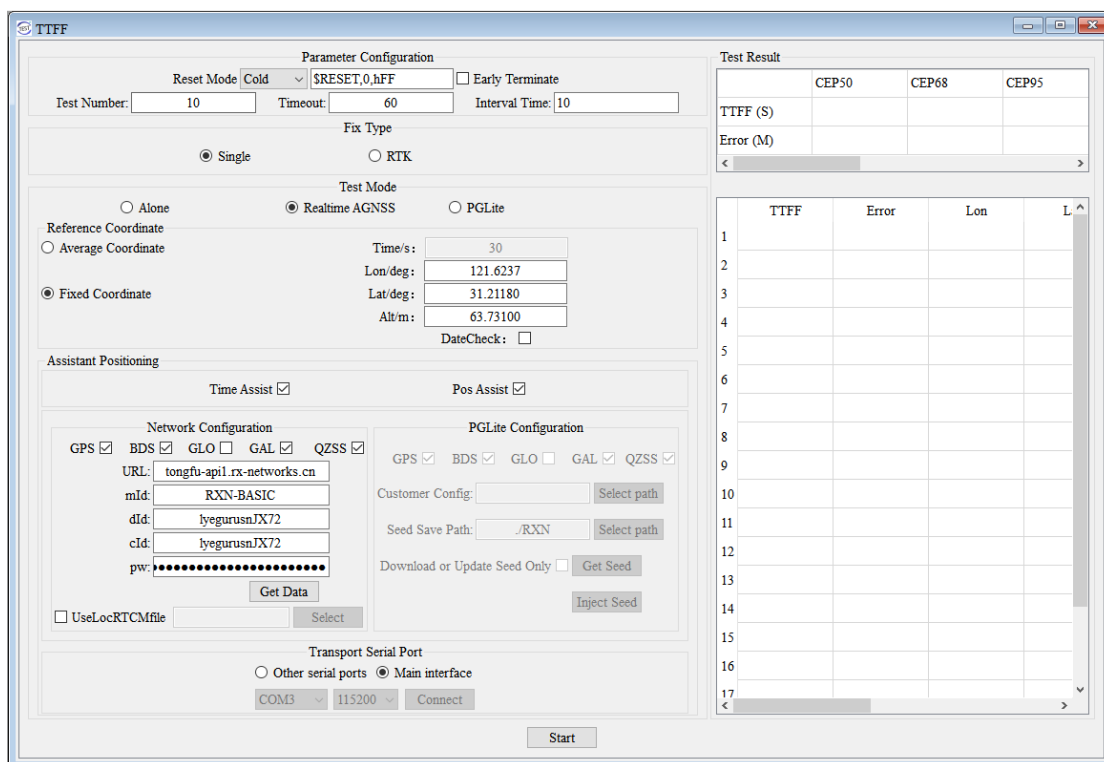 TTFF
Parameter Configuration
Reset Mode Cold $RESET,0,hFF Early Terminate
Test Number: 10 Timeout: 60 Interval Time: 10
Fix Type
Single RTK
Test Mode
Alone Realtime AGNSS PGLite
Reference Coordinate
Average Coordinate Time/s: 30
Lon/deg: 121.6237
Fixed Coordinate Lat/deg: 31.21180
Alt/m: 63.73100
DateCheck:
Assistant Positioning
Time Assist Pos Assist
Network Configuration
GPS BDS GLO GAL QZSS
URL: tongfu-api1.rx-networks.cn
mId: RXN-BASIC
dId: lyegurusnJX72
cId: lyegurusnJX72
pw: ●●●●●●●●●●●●●●●●●●●●●●●●
Get Data
UseLocRTCMfile Select
PGLite Configuration
GPS BDS GLO GAL QZSS
Customer Config: Select path
Seed Save Path: ./RXN Select path
Download or Update Seed Only Get Seed
Inject Seed
Transport Serial Port
Other serial ports Main interface
COM3 115200 Connect
Start
Test Result
CEP50 CEP68 CEP95
TTFF (S)
Error (M)
TTFF Error Lon L
1
2
3
4
5
6
7
8
9
10
11
12
13
14
15
16
17